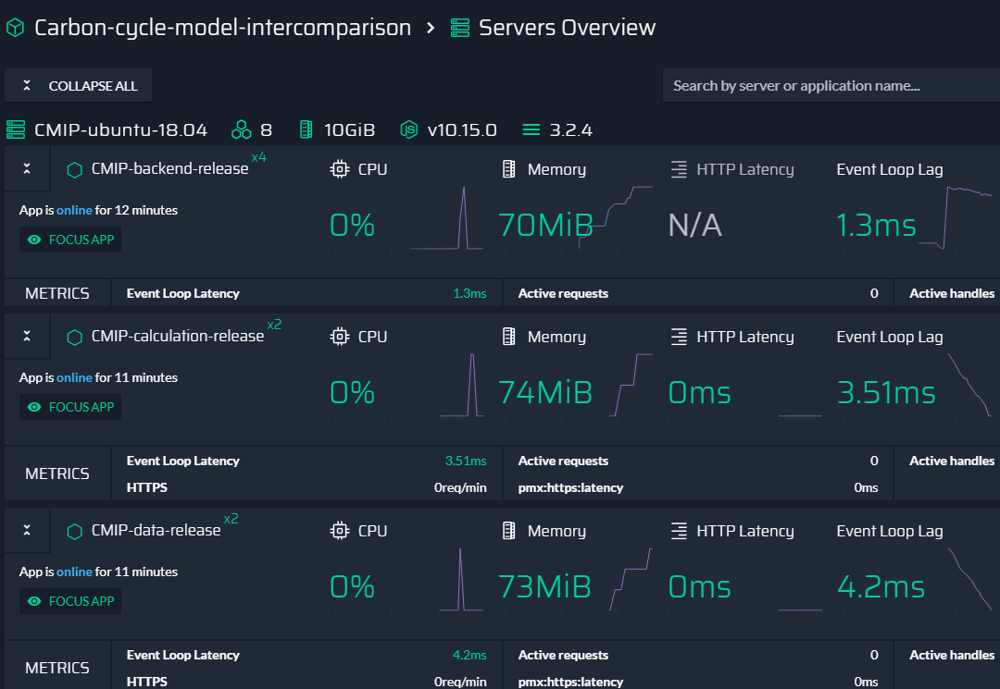 Carbon-cycle-model-intercomparison > Servers Overview
COLLAPSE ALL
Search by server or application name...
CMIP-ubuntu-18.04 8 10GiB JS v10.15.0 3.2.4
CMIP-backend-release x4 CPU Memory HTTP Latency Event Loop Lag
App is online for 12 minutes
0% 70MiB N/A 1.3ms
FOCUS APP
METRICS Event Loop Latency 1.3ms Active requests 0 Active handles
CMIP-calculation-release x2 CPU Memory HTTP Latency Event Loop Lag
App is online for 11 minutes
0% 74MiB 0ms 3.51ms
FOCUS APP
METRICS Event Loop Latency 3.51ms Active requests 0 Active handles
HTTPS 0req/min pmx:https:latency 0ms
CMIP-data-release x2 CPU Memory HTTP Latency Event Loop Lag
App is online for 11 minutes
0% 73MiB 0ms 4.2ms
FOCUS APP
METRICS Event Loop Latency 4.2ms Active requests 0 Active handles
HTTPS 0req/min pmx:https:latency 0ms